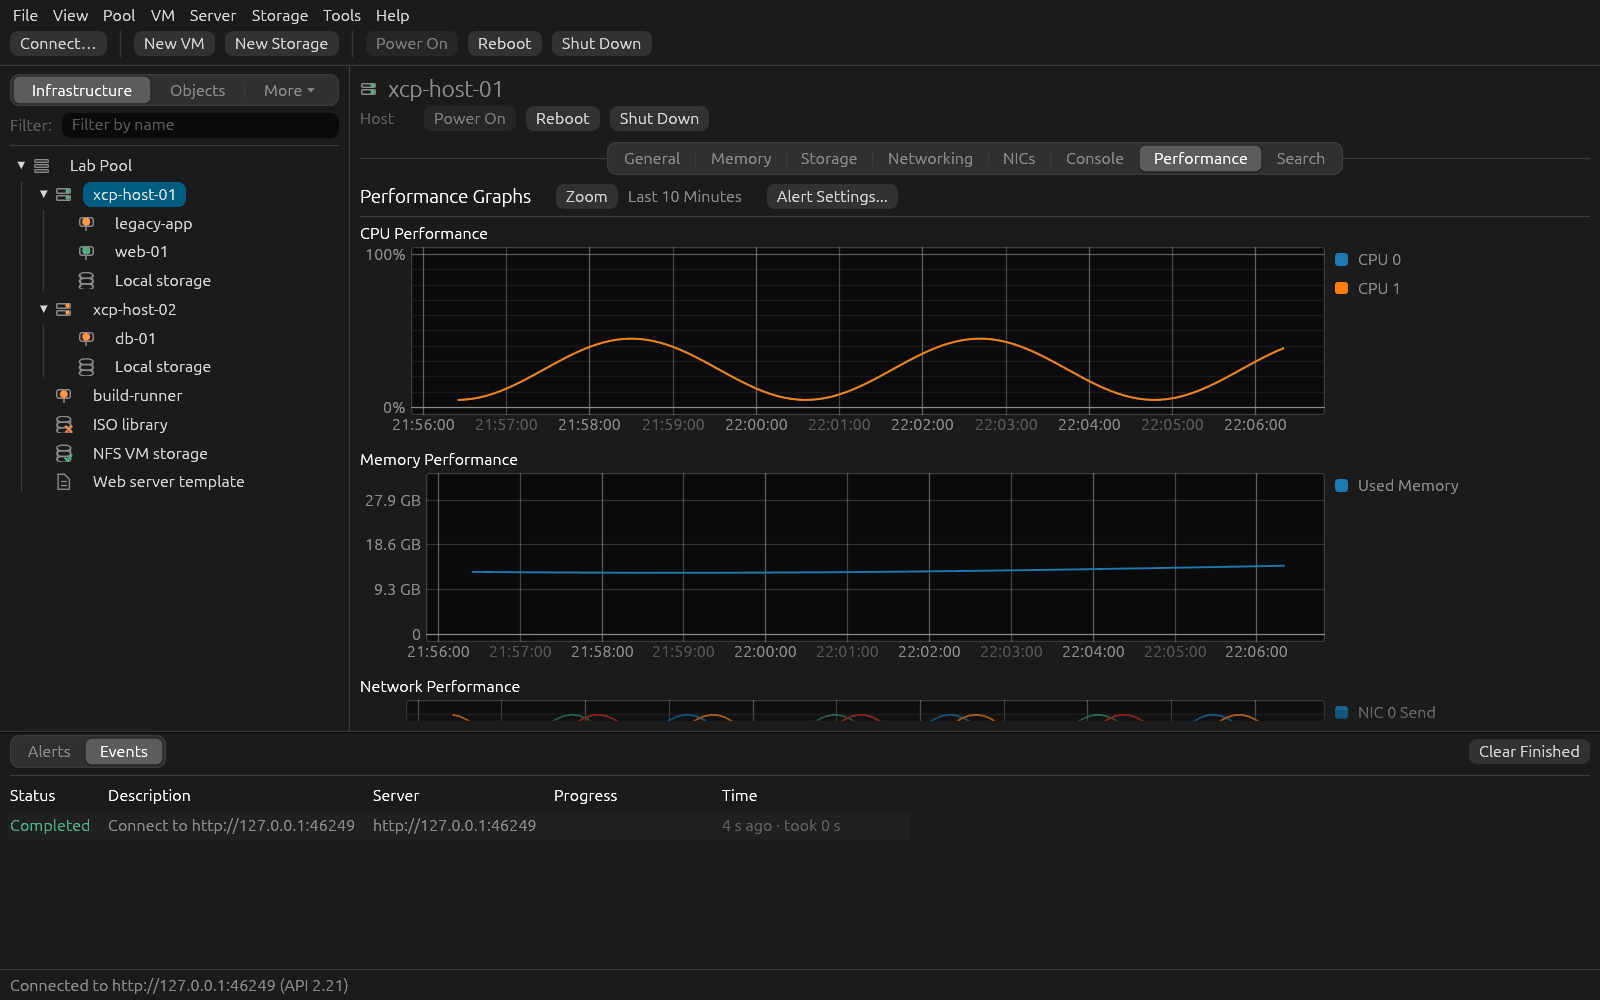 File View Pool VM Server Storage Tools Help
Connect... New VM New Storage Power On Reboot Shut Down
Infrastructure Objects More
Filter: Filter by name
Lab Pool
xcp-host-01
legacy-app
web-01
Local storage
xcp-host-02
db-01
Local storage
build-runner
ISO library
NFS VM storage
Web server template
xcp-host-01
Host Power On Reboot Shut Down
General Memory Storage Networking NICs Console Performance Search
Performance Graphs Zoom Last 10 Minutes Alert Settings...
CPU Performance
100%
0%
21:56:00 21:57:00 21:58:00 21:59:00 22:00:00 22:01:00 22:02:00 22:03:00 22:04:00 22:05:00 22:06:00
CPU 0
CPU 1
Memory Performance
27.9 GB
18.6 GB
9.3 GB
0
21:56:00 21:57:00 21:58:00 21:59:00 22:00:00 22:01:00 22:02:00 22:03:00 22:04:00 22:05:00 22:06:00
Used Memory
Network Performance
NIC 0 Send
Alerts Events Clear Finished
Status Description Server Progress Time
Completed Connect to http://127.0.0.1:46249 http://127.0.0.1:46249 4 s ago · took 0 s
Connected to http://127.0.0.1:46249 (API 2.21)